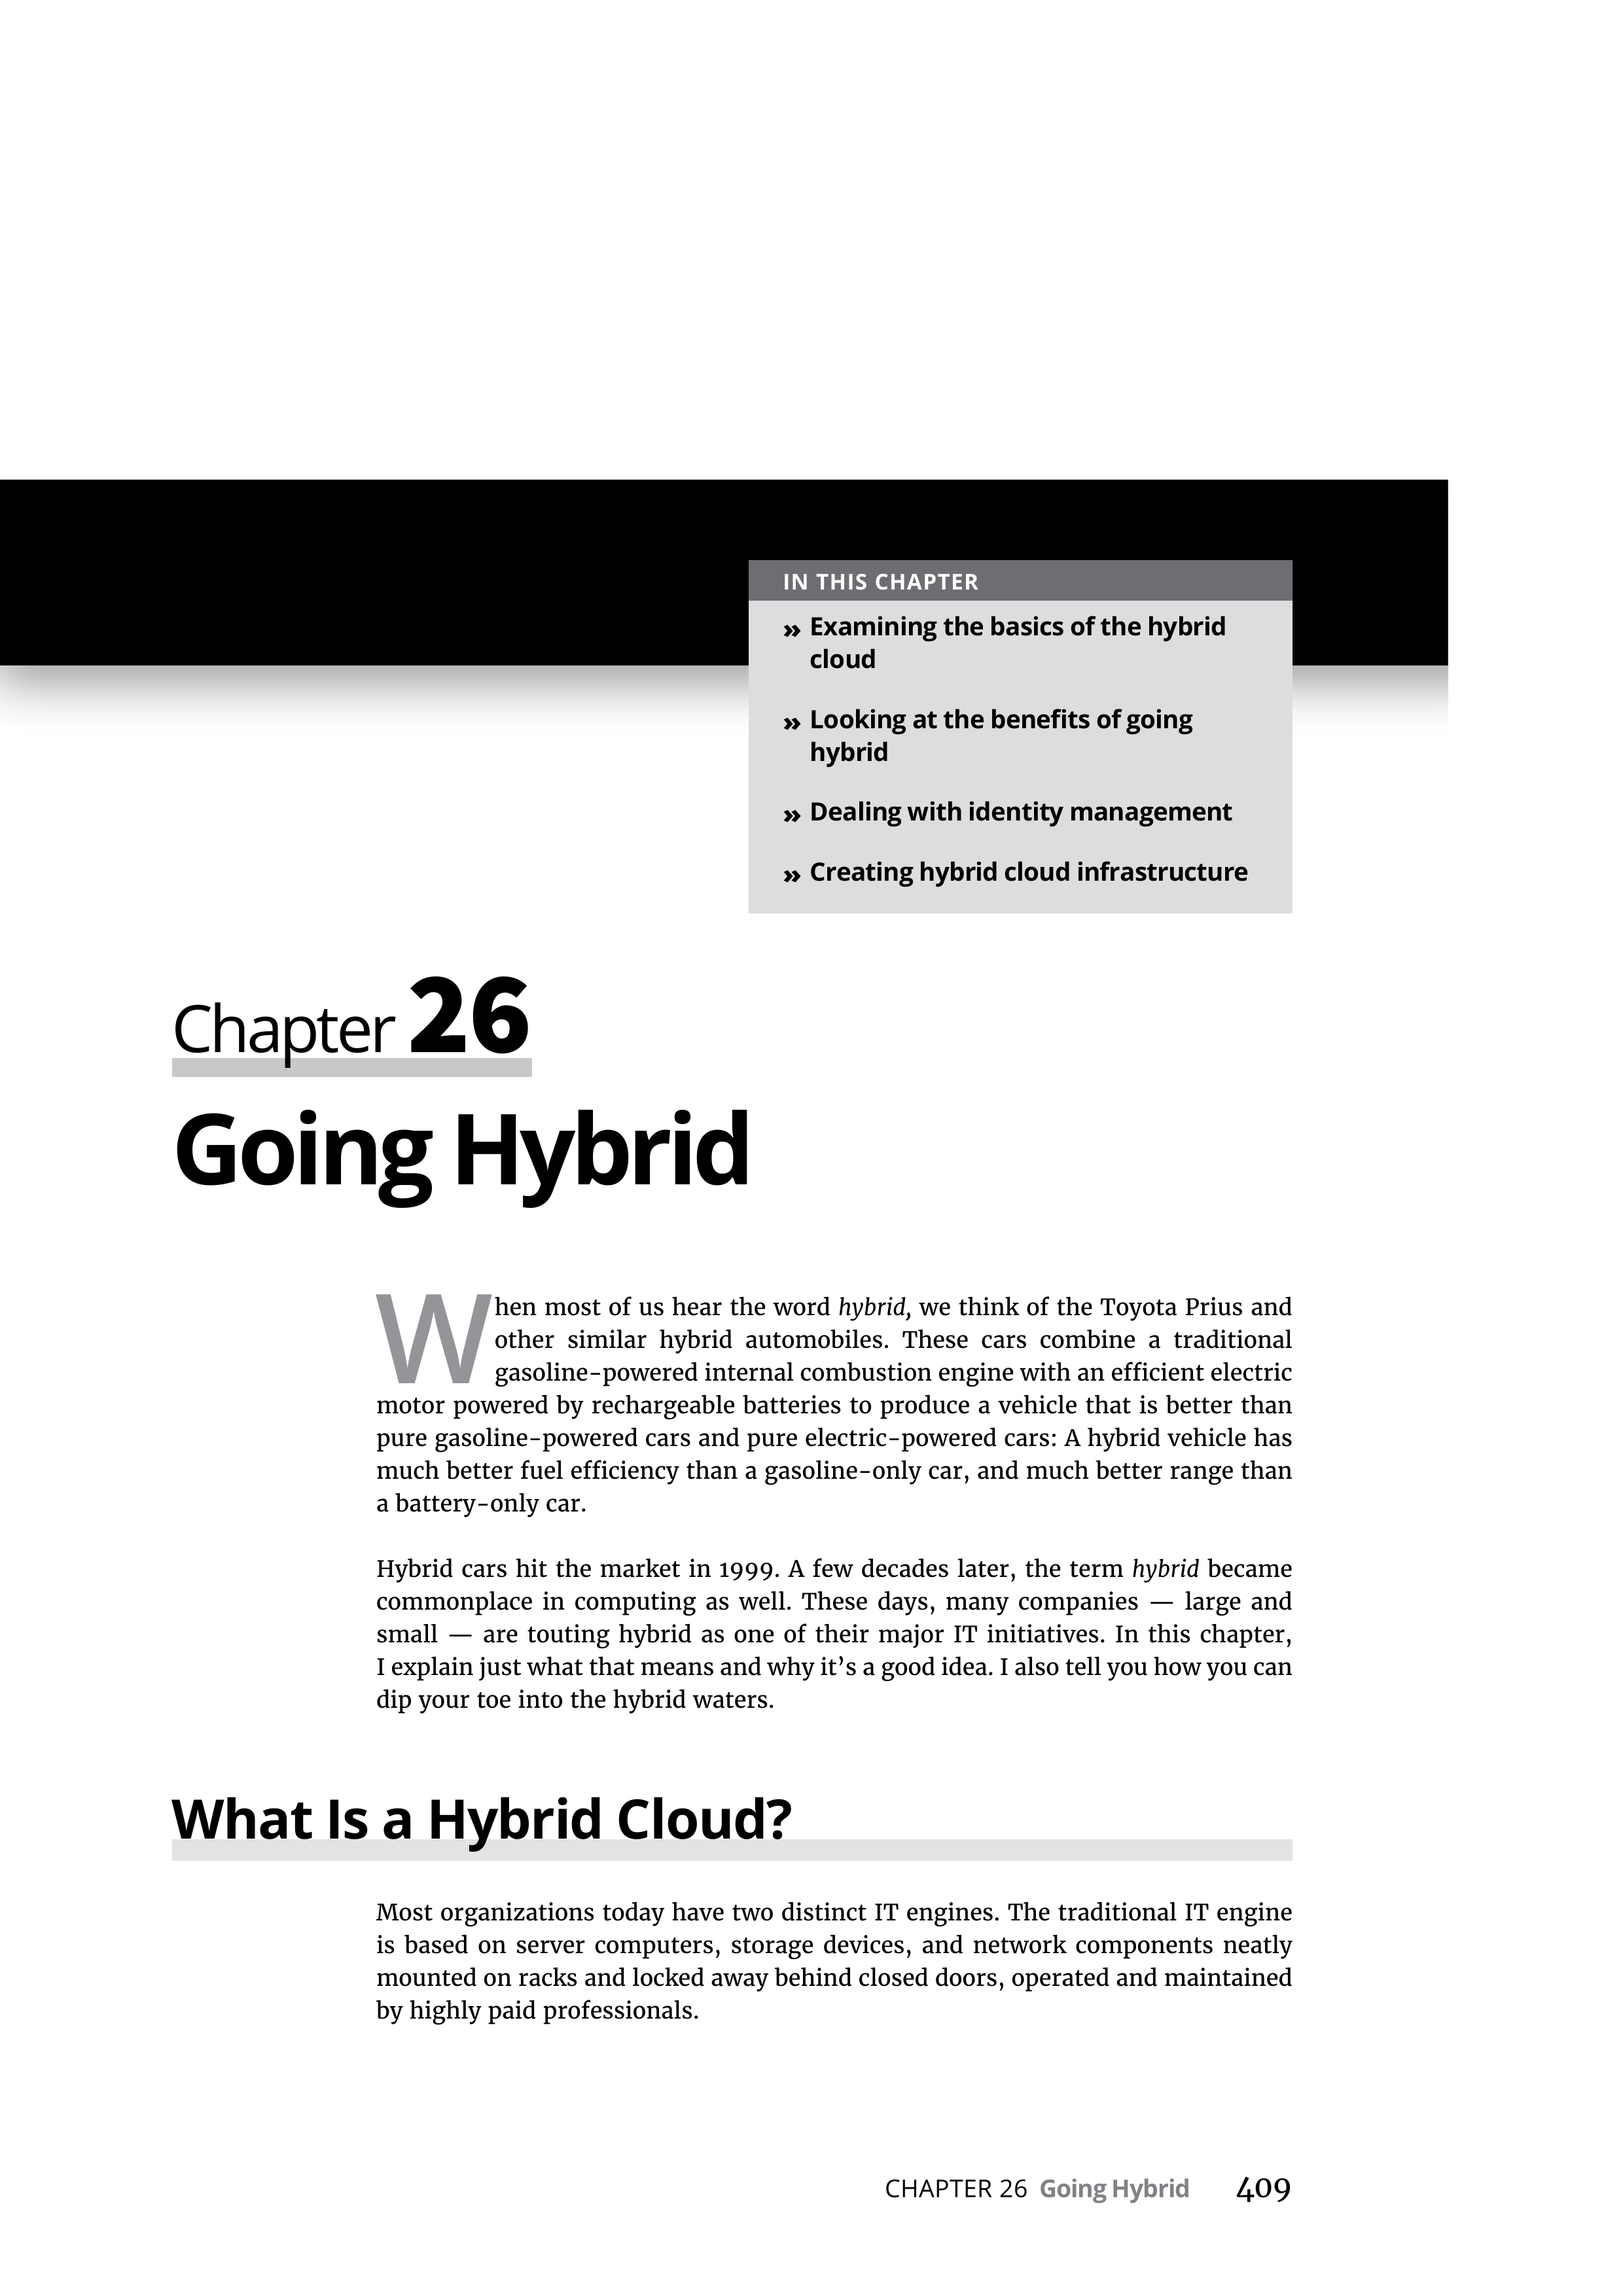 IN THIS CHAPTER
» Examining the basics of the hybrid
cloud
» Looking at the benefits of going
hybrid
» Dealing with identity management
» Creating hybrid cloud infrastructure
Chapter 26
Going Hybrid
When most of us hear the word hybrid, we think of the Toyota Prius and
other similar hybrid automobiles. These cars combine a traditional
gasoline-powered internal combustion engine with an efficient electric
motor powered by rechargeable batteries to produce a vehicle that is better than
pure gasoline-powered cars and pure electric-powered cars: A hybrid vehicle has
much better fuel efficiency than a gasoline-only car, and much better range than
a battery-only car.
Hybrid cars hit the market in 1999. A few decades later, the term hybrid became
commonplace in computing as well. These days, many companies — large and
small — are touting hybrid as one of their major IT initiatives. In this chapter,
I explain just what that means and why it’s a good idea. I also tell you how you can
dip your toe into the hybrid waters.
What Is a Hybrid Cloud?
Most organizations today have two distinct IT engines. The traditional IT engine
is based on server computers, storage devices, and network components neatly
mounted on racks and locked away behind closed doors, operated and maintained
by highly paid professionals.
CHAPTER 26 Going Hybrid 409